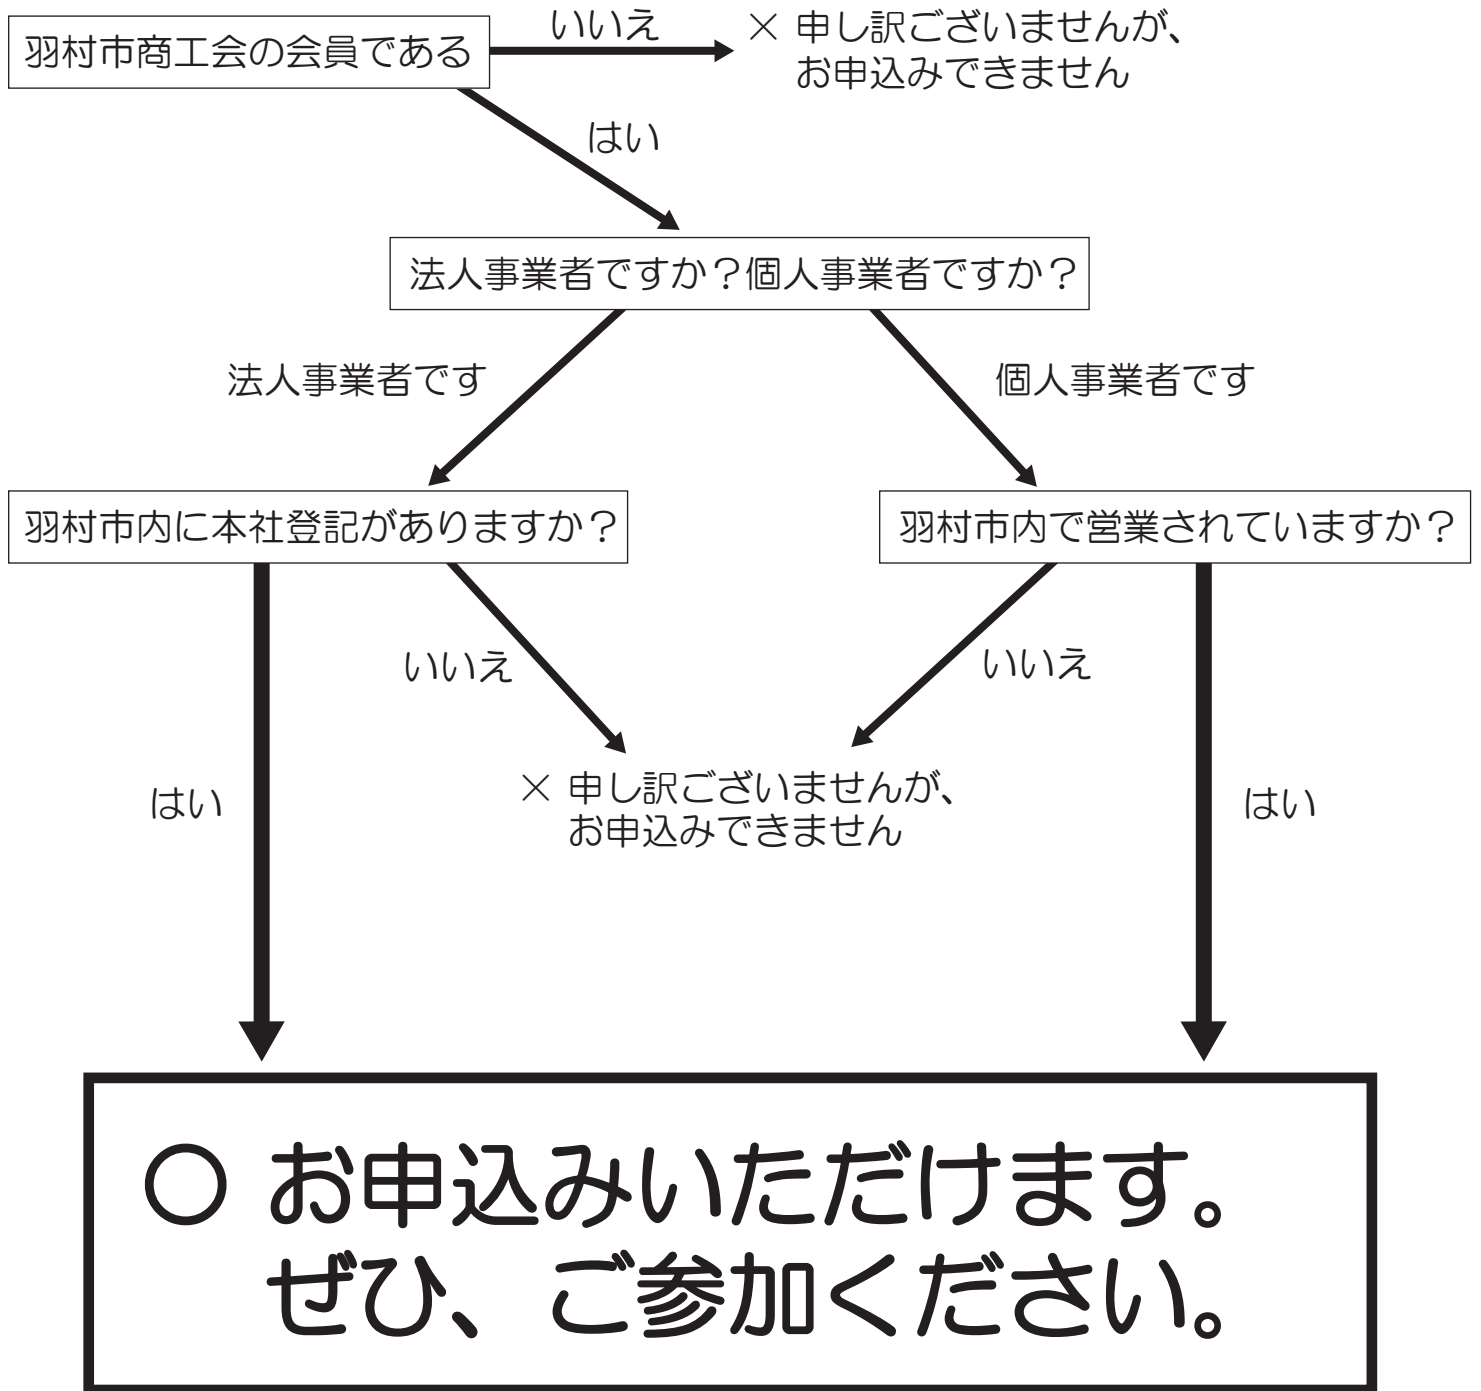 羽村市商工会の会員である
いいえ
× 申し訳ございませんが、
お申込みできません
はい
法人事業者ですか？個人事業者ですか？
法人事業者です
個人事業者です
羽村市内に本社登記がありますか？
羽村市内で営業されていますか？
いいえ
いいえ
× 申し訳ございませんが、
お申込みできません
はい
はい
○ お申込みいただけます。
ぜひ、ご参加ください。